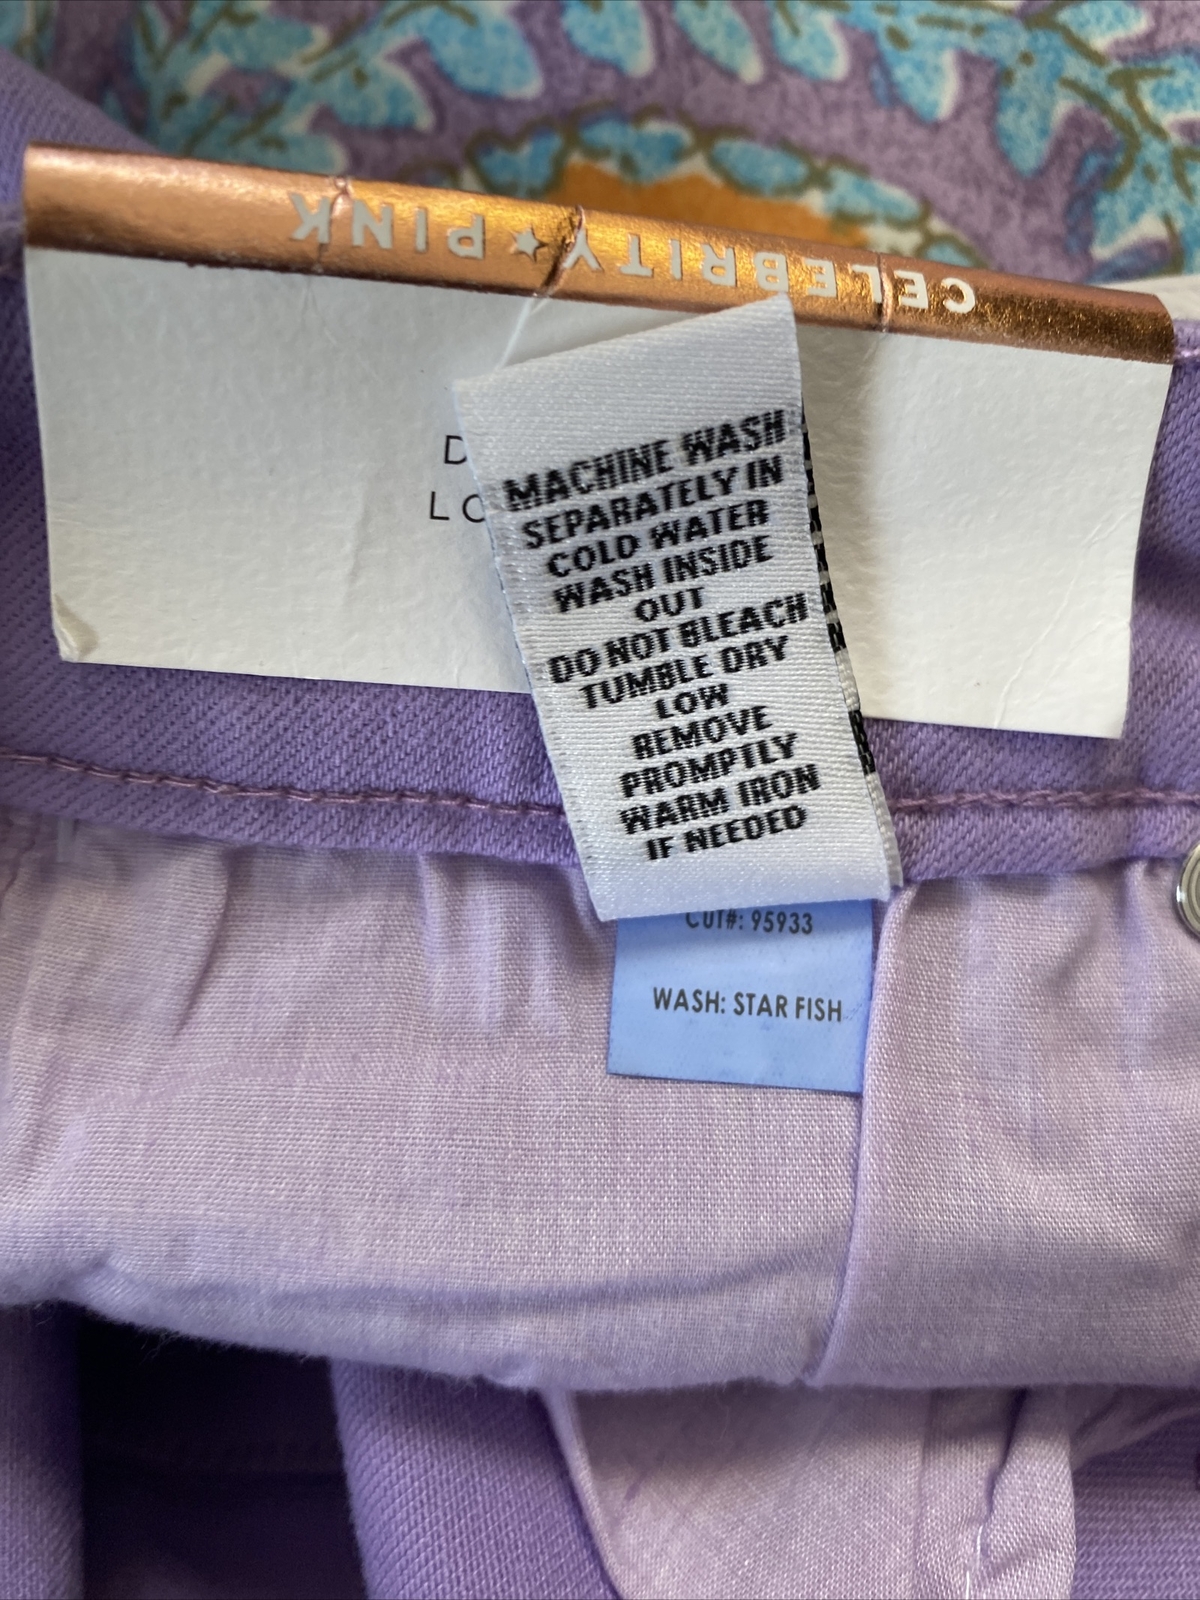 CELEBRITY★PINK
MACHINE WASH
SEPARATELY IN
COLD WATER
WASH INSIDE
OUT
DO NOT BLEACH
TUMBLE DRY
LOW
REMOVE
PROMPTLY
WARM IRON
IF NEEDED
CUT#: 95933
WASH: STAR FISH